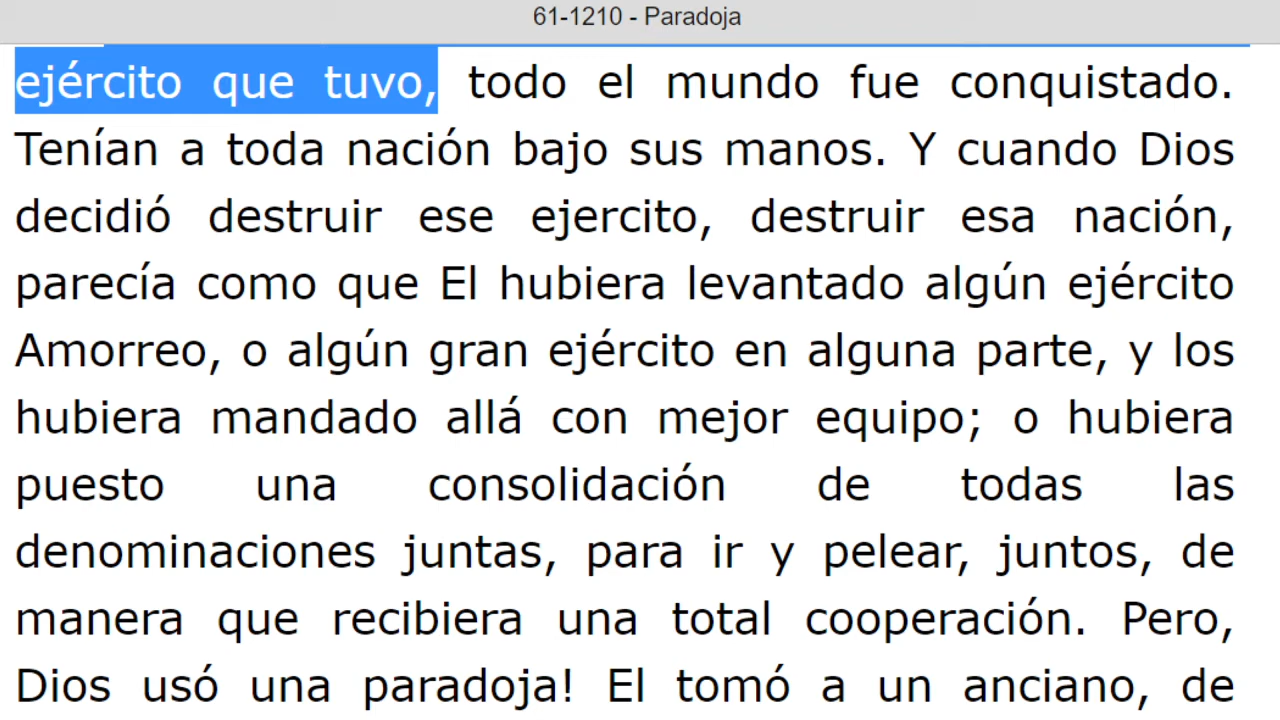 61-1210 - Paradoja
ejército que tuvo, todo el mundo fue conquistado.
Tenían a toda nación bajo sus manos. Y cuando Dios
decidió destruir ese ejercito, destruir esa nación,
parecía como que El hubiera levantado algún ejército
Amorreo, o algún gran ejército en alguna parte, y los
hubiera mandado allá con mejor equipo; o hubiera
puesto una consolidación de todas las
denominaciones juntas, para ir y pelear, juntos, de
manera que recibiera una total cooperación. Pero,
Dios usó una paradoja! El tomó a un anciano, de